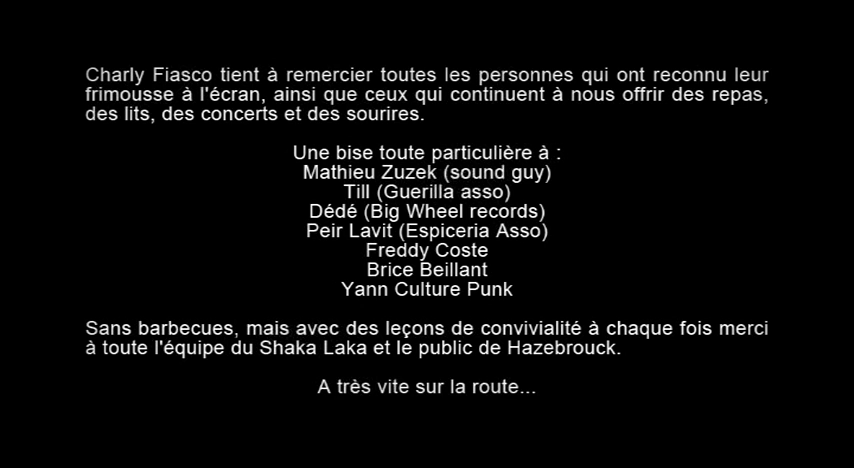 Charly Fiasco tient à remercier toutes les personnes qui ont reconnu leur
frimousse à l'écran, ainsi que ceux qui continuent à nous offrir des repas,
des lits, des concerts et des sourires.
Une bise toute particulière à :
Mathieu Zuzek (sound guy)
Till (Guerilla asso)
Dédé (Big Wheel records)
Peir Lavit (Espiceria Asso)
Freddy Coste
Brice Beillant
Yann Culture Punk
Sans barbecues, mais avec des leçons de convivialité à chaque fois merci
à toute l'équipe du Shaka Laka et le public de Hazebrouck.
A très vite sur la route...